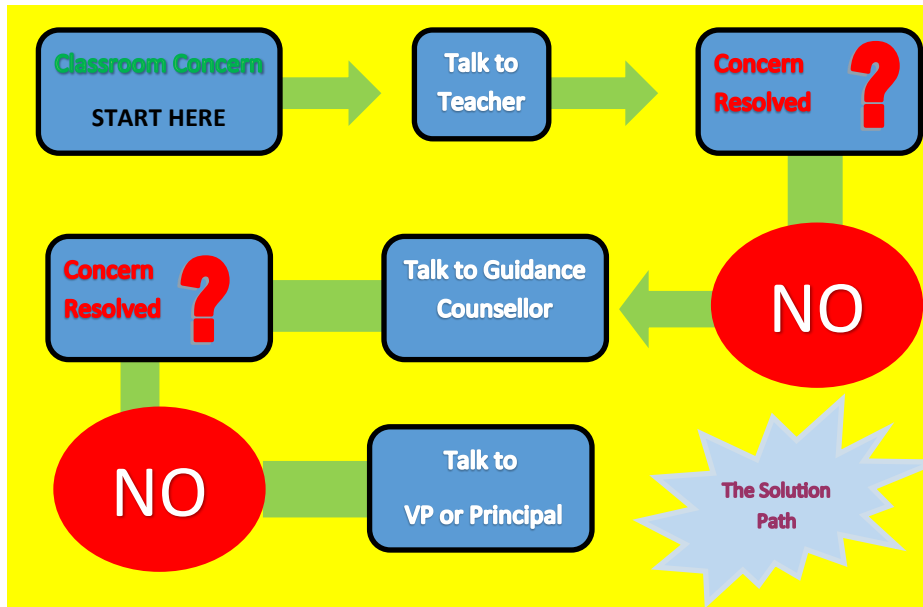 Classroom Concern
START HERE
Talk to
Teacher
Concern
Resolved
?
NO
Talk to Guidance
Counsellor
Concern
Resolved
?
NO
Talk to
VP or Principal
The Solution
Path